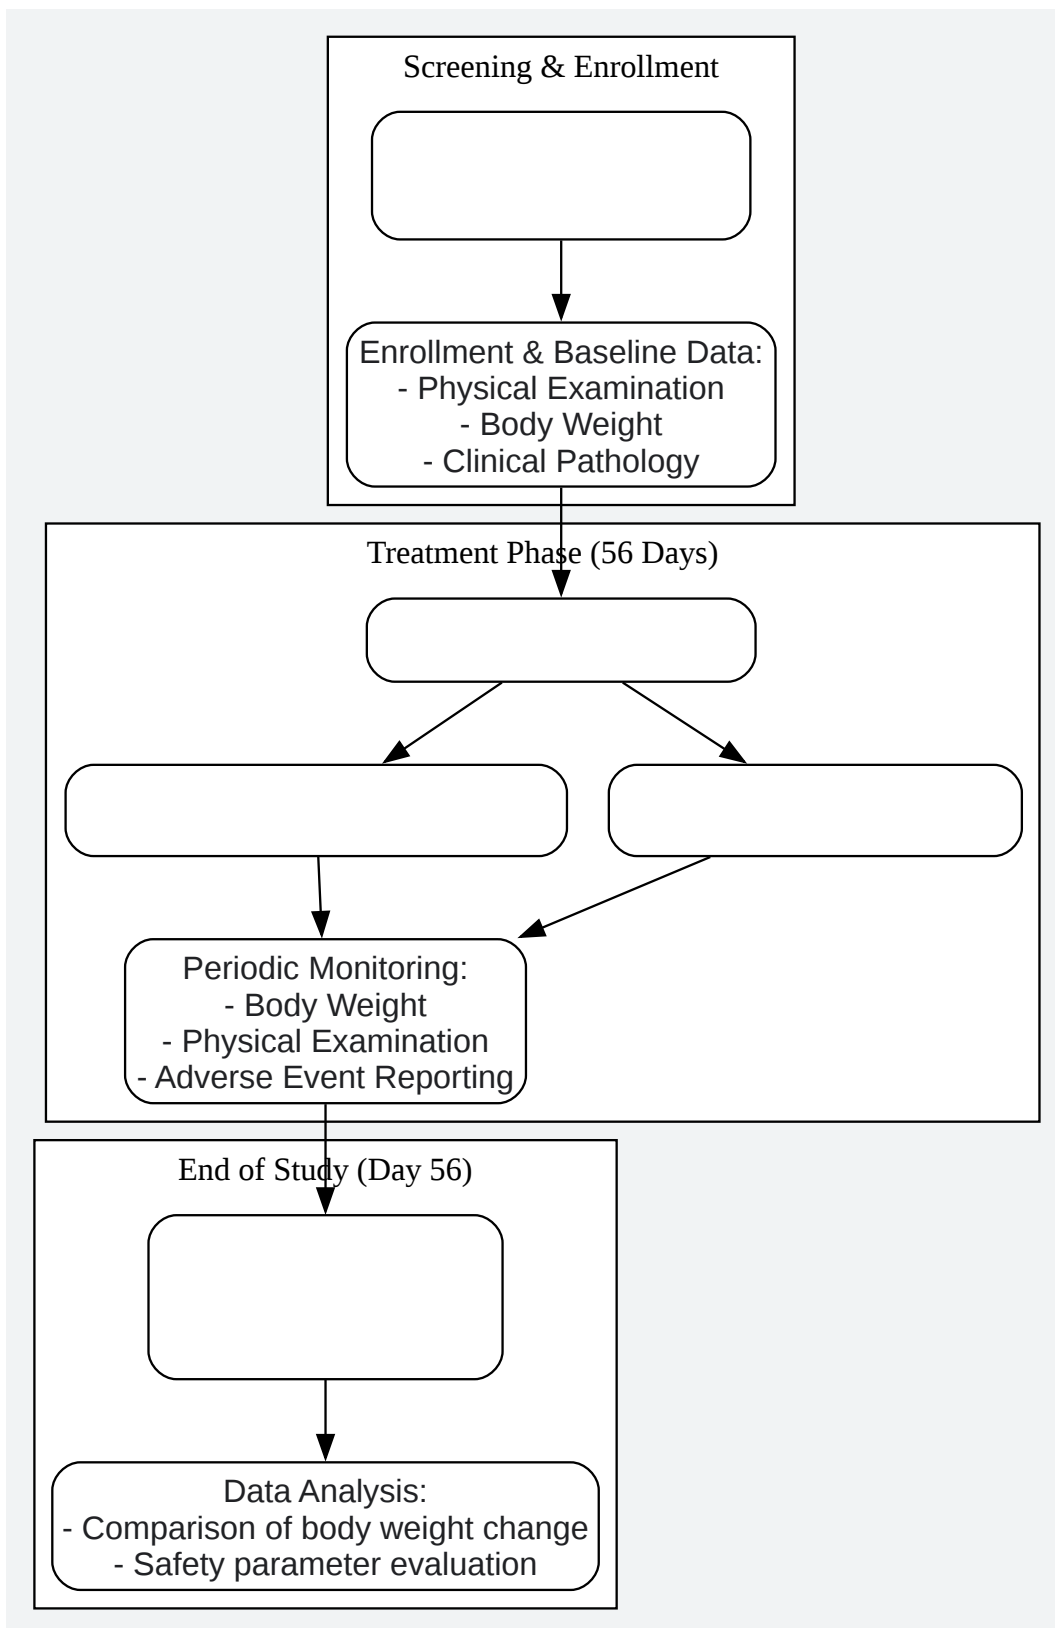 Screening & Enrollment
Enrollment & Baseline Data:
- Physical Examination
- Body Weight
- Clinical Pathology
Treatment Phase (56 Days)
Periodic Monitoring:
- Body Weight
- Physical Examination
- Adverse Event Reporting
End of Study (Day 56)
Data Analysis:
- Comparison of body weight change
- Safety parameter evaluation